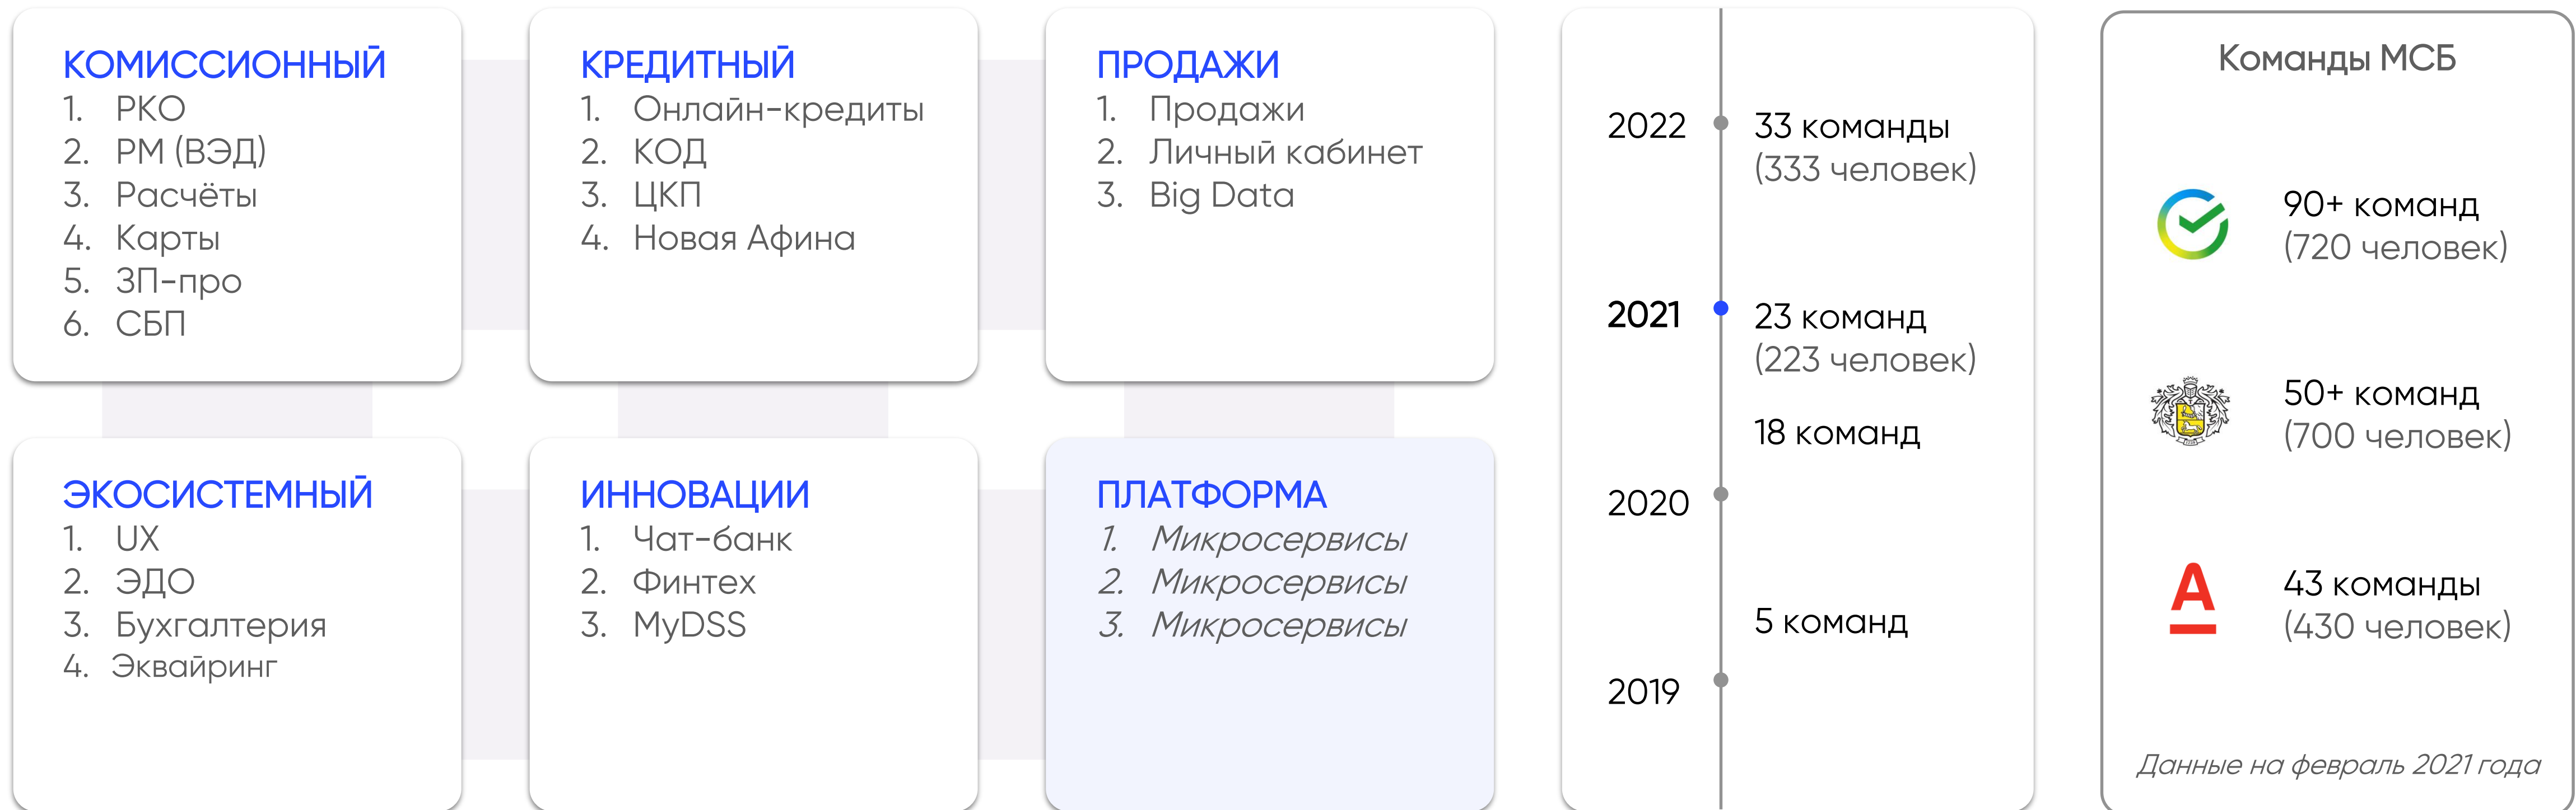 КОМИССИОННЫЙ
1. РКО
2. РМ (ВЭД)
3. Расчёты
4. Карты
5. ЗП-про
6. СБП
КРЕДИТНЫЙ
1. Онлайн-кредиты
2. КОД
3. ЦКП
4. Новая Афина
ПРОДАЖИ
1. Продажи
2. Личный кабинет
3. Big Data
ЭКОСИСТЕМНЫЙ
1. UX
2. ЭДО
3. Бухгалтерия
4. Эквайринг
ИННОВАЦИИ
1. Чат-банк
2. Финтех
3. MyDSS
ПЛАТФОРМА
1. Микросервисы
2. Микросервисы
3. Микросервисы
2022 33 команды
(333 человек)
2021 23 команд
(223 человек)
18 команд
2020
5 команд
2019
Команды МСБ
90+ команд
(720 человек)
50+ команд
(700 человек)
А
43 команды
(430 человек)
Данные на февраль 2021 года